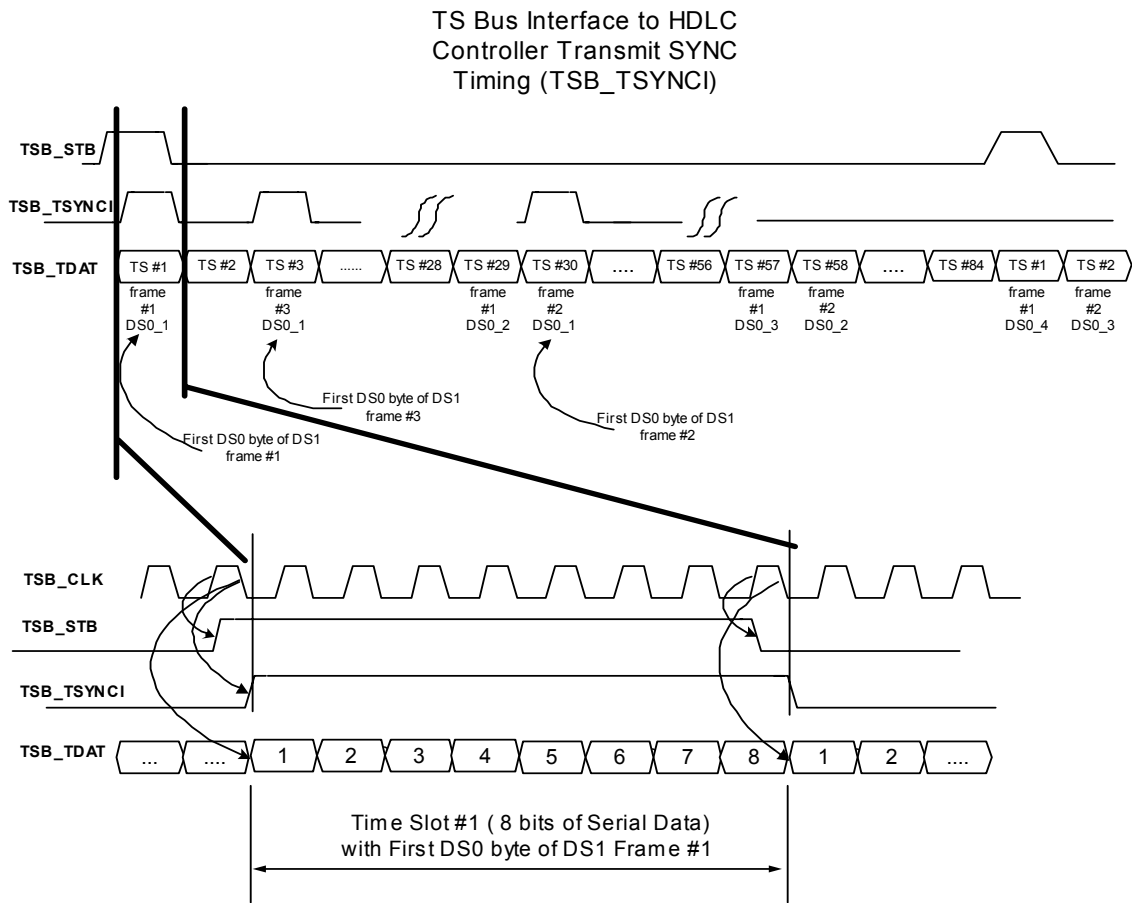 TS Bus Interface to HDLC
Controller Transmit SYNC
Timing (TSB_TSYNCI)
TSB_STB
TSB_TSYNCI
TSB_TDAT
TS #1
TS #2
TS #3
......
TS #28
TS #29
TS #30
....
TS #56
TS #57
TS #58
....
TS #84
TS #1
TS #2
frame
#1
DS0_1
frame
#3
DS0_1
frame
#1
DS0_2
frame
#2
DS0_1
frame
#1
DS0_3
frame
#2
DS0_2
frame
#1
DS0_4
frame
#2
DS0_3
First DS0 byte of DS1
frame #3
First DS0 byte of DS1
frame #2
First DS0 byte of DS1
frame #1
TSB_CLK
TSB_STB
TSB_TSYNCI
TSB_TDAT
...
....
1
2
3
4
5
6
7
8
1
2
....
Time Slot #1 ( 8 bits of Serial Data)
with First DS0 byte of DS1 Frame #1